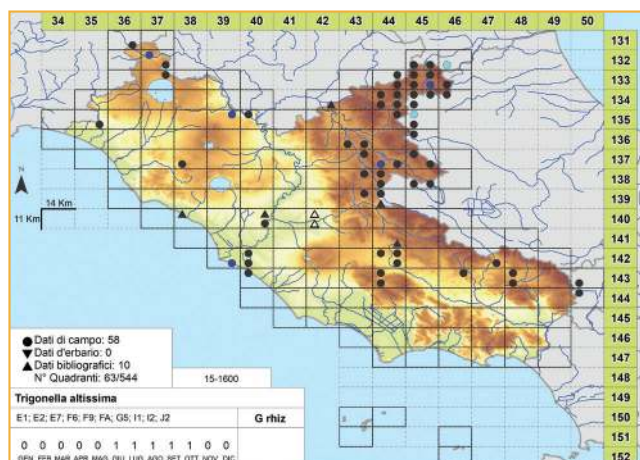 34 35 36 37 38 39 40 41 42 43 44 45 46 47 48 49 50
131
132
133
134
135
136
137
138
139
140
141
142
143
144
145
146
147
148
149
150
151
152
N
14 Km
11 Km
Dati di campo: 58
Dati d'erbario: 0
Dati bibliografici: 10
N° Quadranti: 63/544
15-1600
Trigonella altissima
E1; E2; E7; F6; F9; FA; G5; I1; I2; J2
G rhiz
0 0 0 0 0 1 1 1 1 1 0 0
GEN FEB MAR APR MAG GIU LUG AGO SET OTT NOV DIC